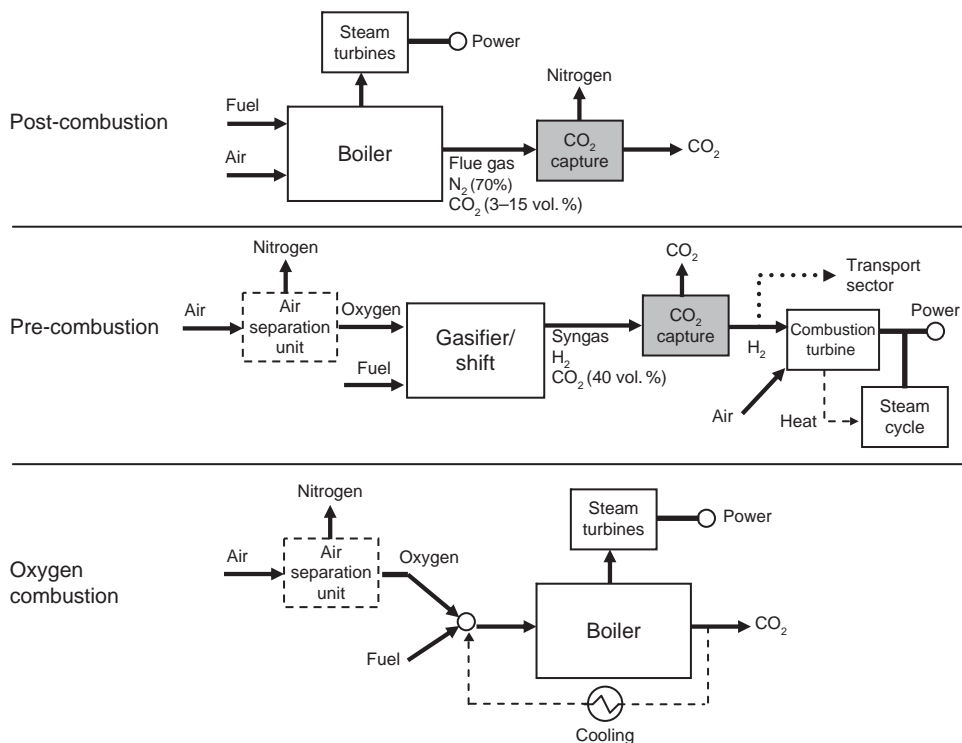 Post-combustion
Steam
turbines
Power
Fuel
Air
Boiler
Flue gas
N₂ (70%)
CO₂ (3–15 vol. %)
Nitrogen
CO₂
capture
CO₂
Pre-combustion
Nitrogen
Air
Air
separation
unit
Oxygen
Fuel
Gasifier/
shift
Syngas
H₂
CO₂ (40 vol. %)
CO₂
CO₂
capture
H₂
Transport
sector
Combustion
turbine
Power
Air
Heat
Steam
cycle
Oxygen
combustion
Nitrogen
Air
Air
separation
unit
Oxygen
Fuel
Steam
turbines
Power
Boiler
CO₂
Cooling